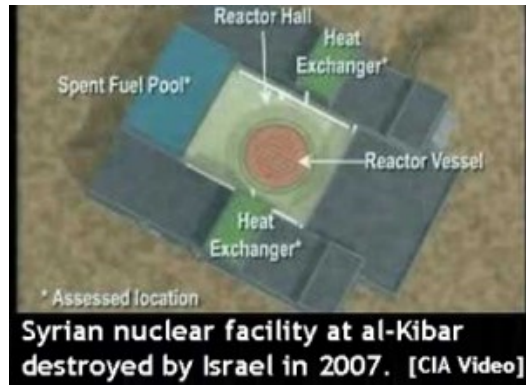 Reactor Hall
Heat
Exchanger*
Spent Fuel Pool*
Reactor Vessel
Heat
Exchanger*
* Assessed location
Syrian nuclear facility at al-Kibar
destroyed by Israel in 2007. [CIA Video]